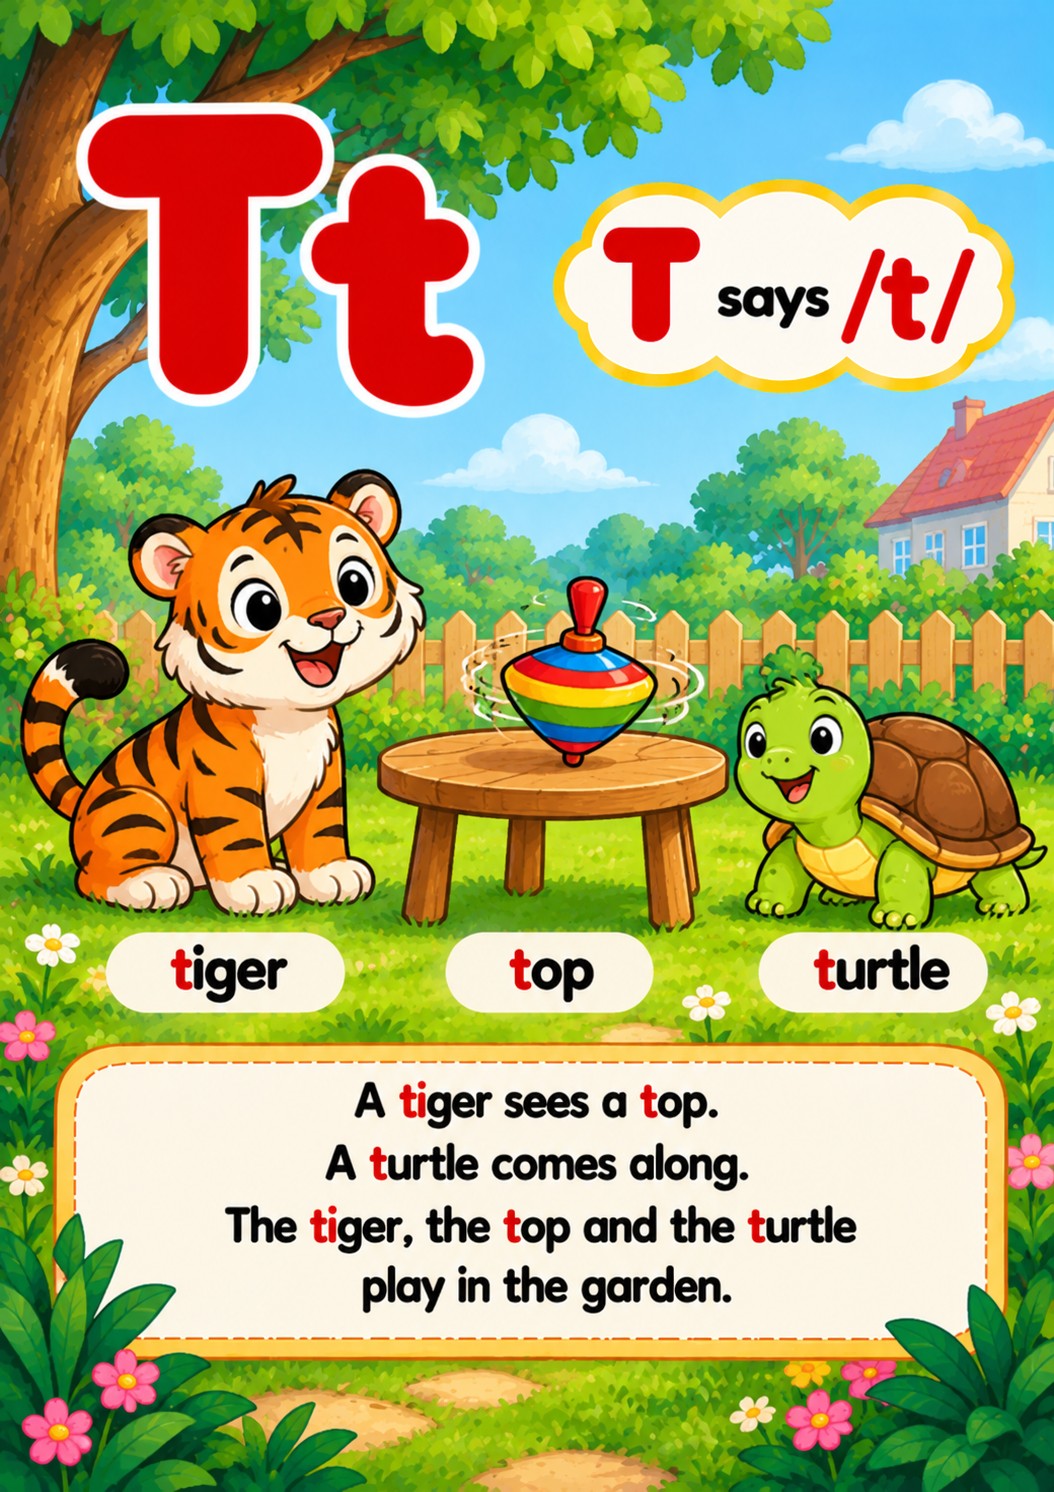 Tt
T says /t/
tiger
top
turtle
A tiger sees a top.
A turtle comes along.
The tiger, the top and the turtle
play in the garden.